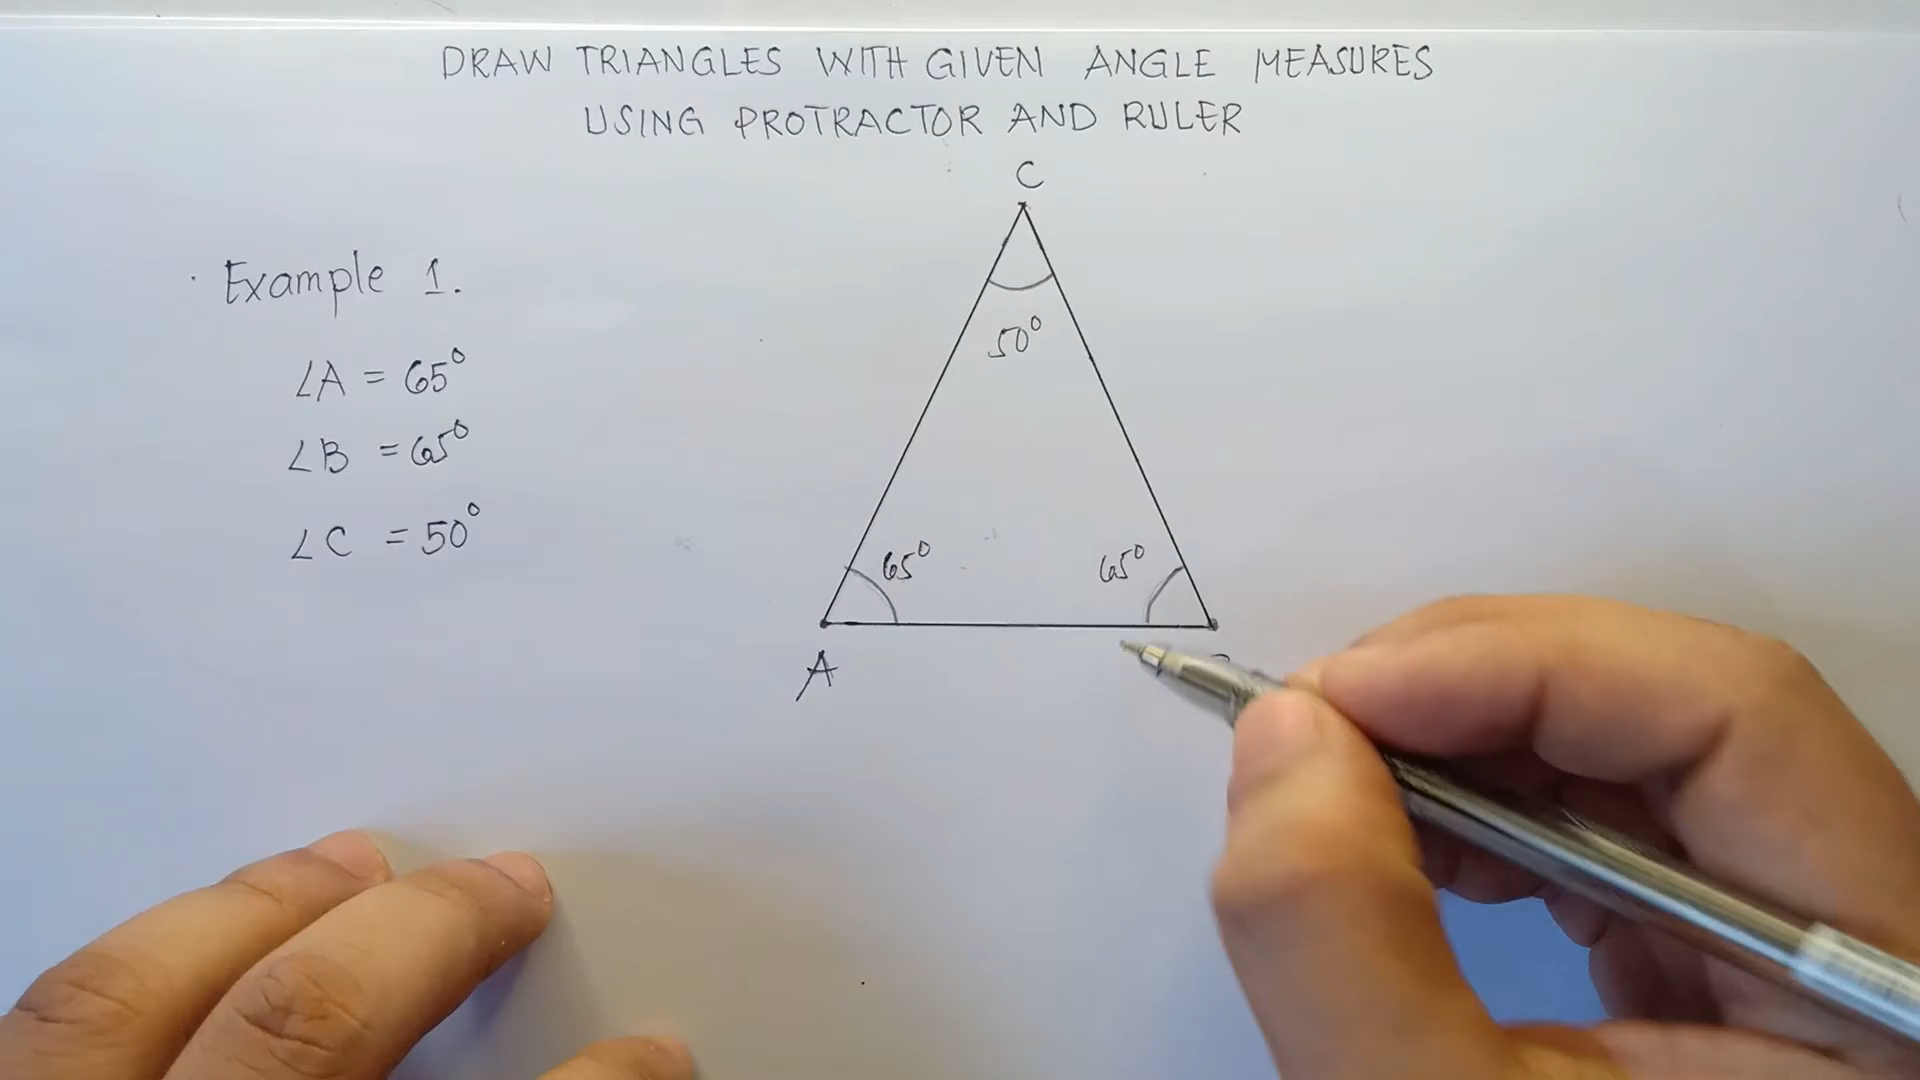 DRAW TRIANGLES WITH GIVEN ANGLE MEASURES
USING PROTRACTOR AND RULER
C
Example 1.
50°
∠A = 65°
∠B = 65°
∠C = 50°
65° 65°
A